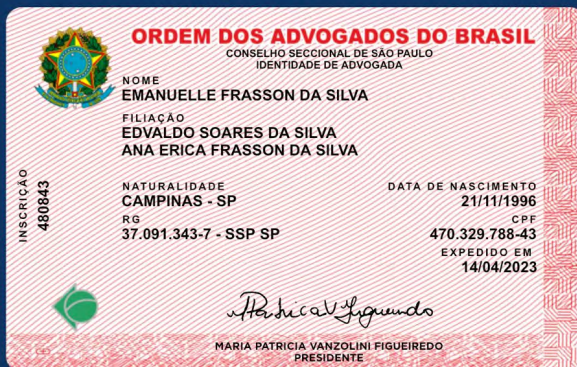 ORDEM DOS ADVOGADOS DO BRASIL
CONSELHO SECCIONAL DE SÃO PAULO
IDENTIDADE DE ADVOGADA
NOME
EMANUELLE FRASSON DA SILVA
FILIAÇÃO
EDVALDO SOARES DA SILVA
ANA ERICA FRASSON DA SILVA
INSCRIÇÃO
480843
NATURALIDADE DATA DE NASCIMENTO
CAMPINAS - SP 21/11/1996
RG CPF
37.091.343-7 - SSP SP 470.329.788-43
EXPEDIDO EM
14/04/2023
MARIA PATRICIA VANZOLINI FIGUEIREDO
PRESIDENTE